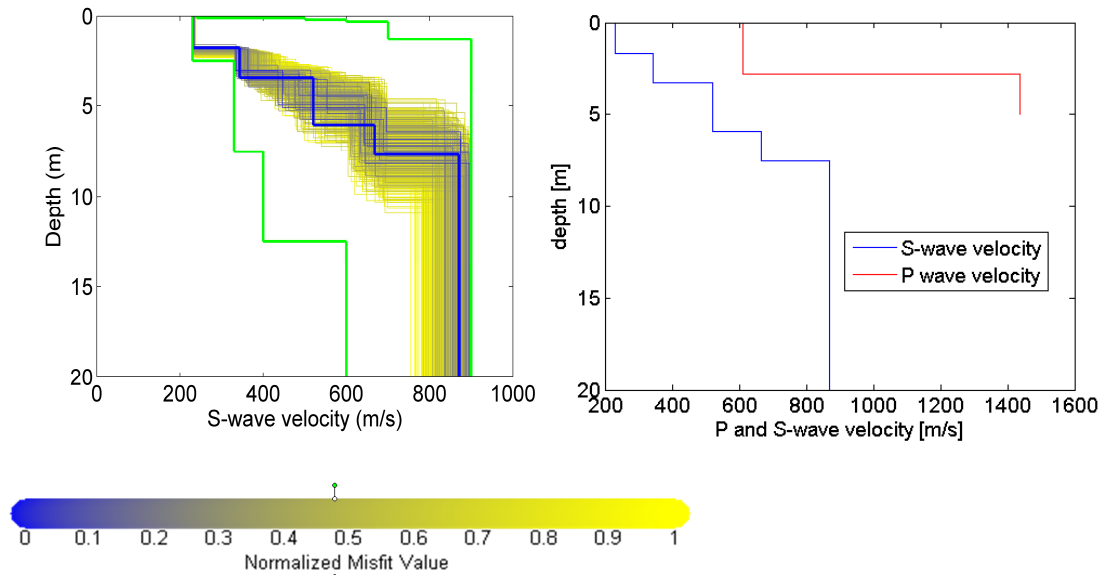 0
5
10
15
20
Depth (m)
0 200 400 600 800 1000
S-wave velocity (m/s)
0
5
10
15
20
depth [m]
S-wave velocity
P wave velocity
200 400 600 800 1000 1200 1400 1600
P and S-wave velocity [m/s]
0 0.1 0.2 0.3 0.4 0.5 0.6 0.7 0.8 0.9 1
Normalized Misfit Value